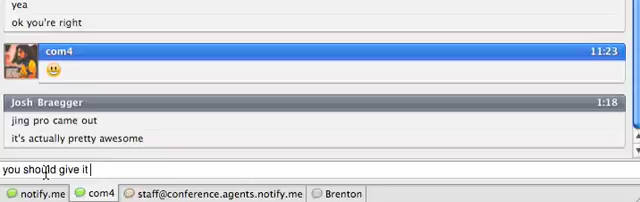 yea
ok you're right
com4 11:23
Josh Braegger 1:18
jing pro came out
it's actually pretty awesome
you should give it
notify.me com4 staff@conference.agents.notify.me Brenton